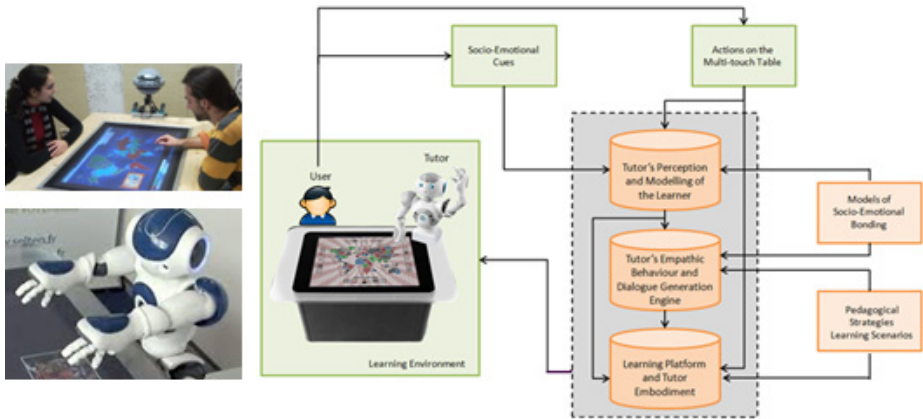 Socio-Emotional
Cues
Actions on the
Multi-touch Table
Tutor
User
Learning Environment
Tutor's Perception
and Modelling of
the Learner
Tutor's Empathic
Behaviour and
Dialogue Generation
Engine
Learning Platform
and Tutor
Embodiment
Models of
Socio-Emotional
Bonding
Pedagogical
Strategies
Learning Scenarios